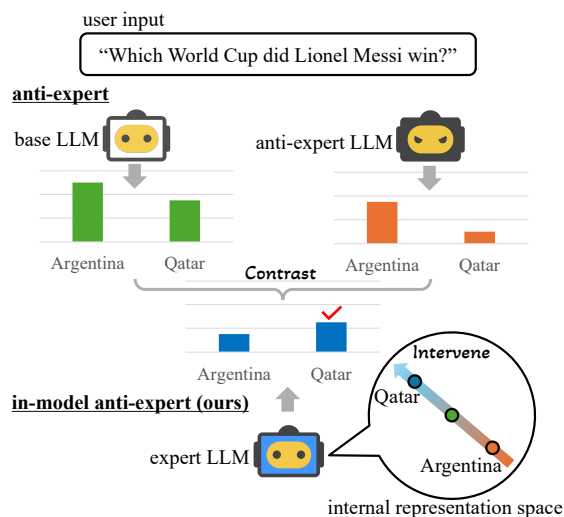 user input
“Which World Cup did Lionel Messi win?”
anti-expert
base LLM
anti-expert LLM
Argentina
Qatar
Argentina
Qatar
Contrast
Argentina
Qatar
in-model anti-expert (ours)
expert LLM
Intervene
Qatar
Argentina
internal representation space